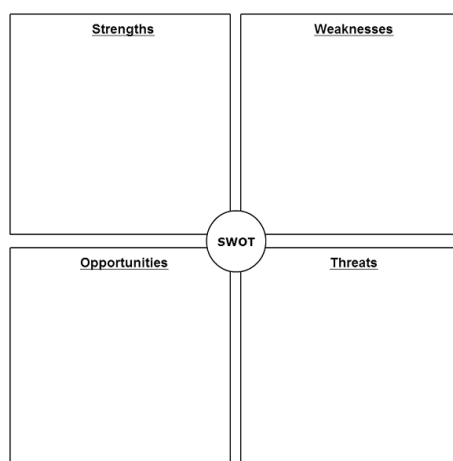 Strengths
Weaknesses
SWOT
Opportunities
Threats